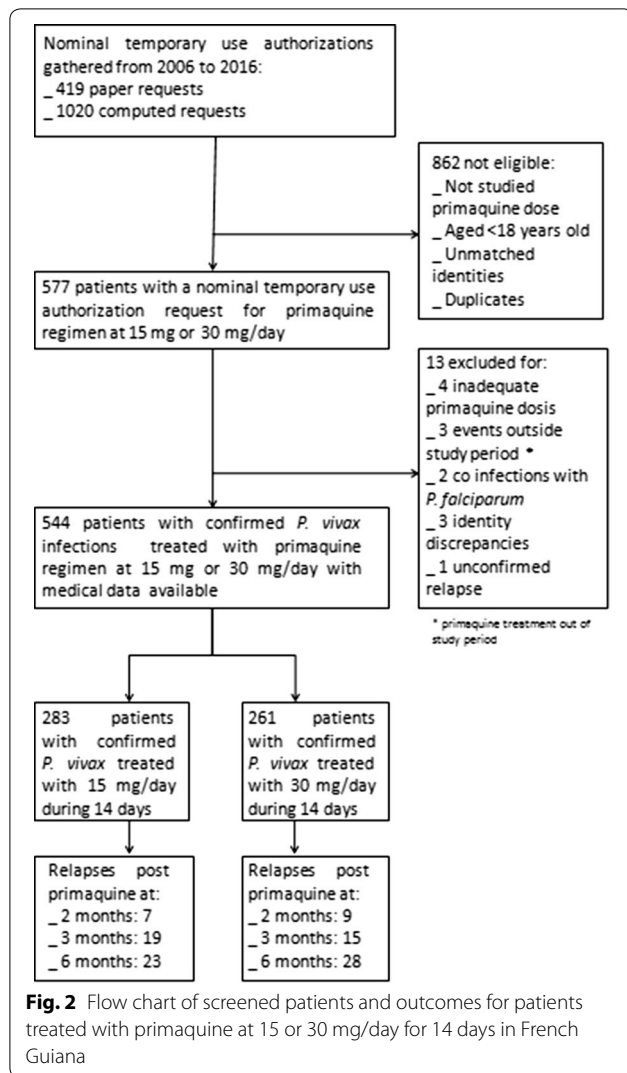 Nominal temporary use authorizations
gathered from 2006 to 2016:
_ 419 paper requests
_ 1020 computed requests
862 not eligible:
_ Not studied
primaquine dose
_ Aged <18 years old
_ Unmatched
identities
_ Duplicates
577 patients with a nominal temporary use
authorization request for primaquine
regimen at 15 mg or 30 mg/day
13 excluded for:
_ 4 inadequate
primaquine dosis
_ 3 events outside
study period *
_ 2 co infections with
P. falciparum
_ 3 identity
discrepancies
_ 1 unconfirmed
relapse
* primaquine treatment out of
study period
544 patients with confirmed P. vivax
infections treated with primaquine
regimen at 15 mg or 30 mg/day with
medical data available
283 patients
with confirmed
P. vivax treated
with 15 mg/day
during 14 days
261 patients
with confirmed
P. vivax treated
with 30 mg/day
during 14 days
Relapses post
primaquine at:
_ 2 months: 7
_ 3 months: 19
_ 6 months: 23
Relapses post
primaquine at:
_ 2 months: 9
_ 3 months: 15
_ 6 months: 28
Fig. 2 Flow chart of screened patients and outcomes for patients
treated with primaquine at 15 or 30 mg/day for 14 days in French
Guiana